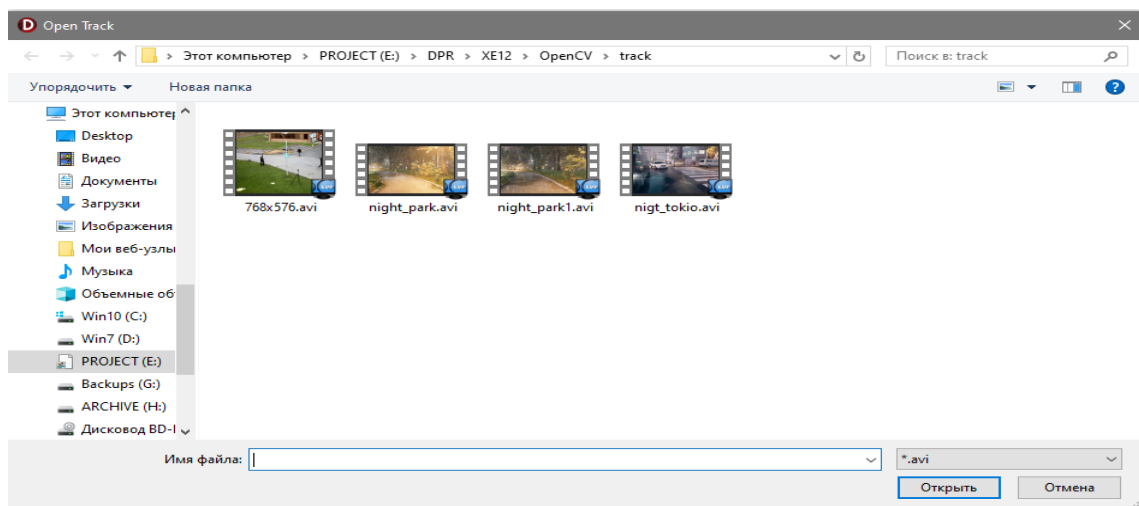 Open Track
Этот компьютер > PROJECT (E:) > DPR > XE12 > OpenCV > track
Поиск в: track
Упорядочить
Новая папка
Этот компьютер
Desktop
Видео
Документы
Загрузки
Изображения
Мои веб-узлы
Музыка
Объемные об
Win10 (C:)
Win7 (D:)
PROJECT (E:)
Backups (G:)
ARCHIVE (H:)
Дисковод BD-
768x576.avi
night_park.avi
night_park1.avi
nigt_tokio.avi
Имя файла:
*.avi
Открыть
Отмена